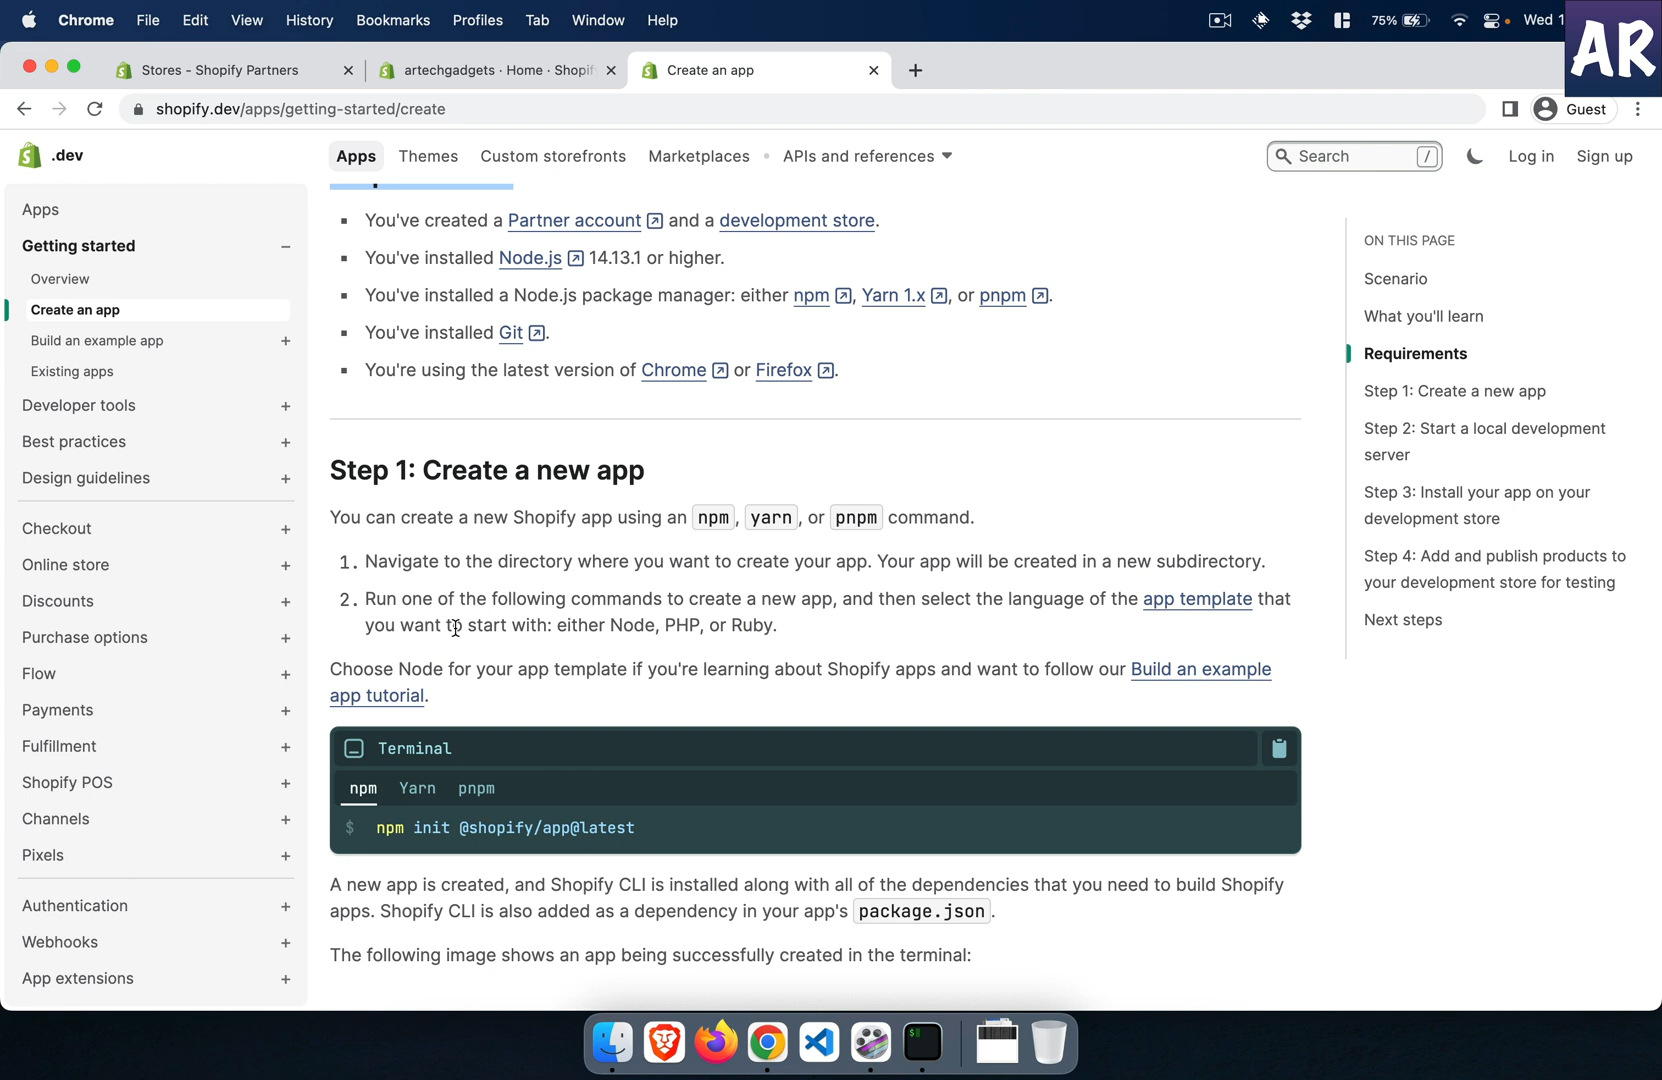 Chrome File Edit View History Bookmarks Profiles Tab Window Help 75% Wed 1
AR
Stores - Shopify Partners
artechgadgets · Home · Shopif
Create an app
shopify.dev/apps/getting-started/create
Guest
.dev
Apps Themes Custom storefronts Marketplaces APIs and references
Search /
Log in Sign up
Apps
Getting started
Overview
Create an app
Build an example app
Existing apps
Developer tools
Best practices
Design guidelines
Checkout
Online store
Discounts
Purchase options
Flow
Payments
Fulfillment
Shopify POS
Channels
Pixels
Authentication
Webhooks
App extensions
You've created a Partner account and a development store.
You've installed Node.js 14.13.1 or higher.
You've installed a Node.js package manager: either npm, Yarn 1.x, or pnpm.
You've installed Git.
You're using the latest version of Chrome or Firefox.
Step 1: Create a new app
You can create a new Shopify app using an npm, yarn, or pnpm command.
1. Navigate to the directory where you want to create your app. Your app will be created in a new subdirectory.
2. Run one of the following commands to create a new app, and then select the language of the app template that
you want to start with: either Node, PHP, or Ruby.
Choose Node for your app template if you're learning about Shopify apps and want to follow our Build an example
app tutorial.
Terminal
npm Yarn pnpm
$ npm init @shopify/app@latest
A new app is created, and Shopify CLI is installed along with all of the dependencies that you need to build Shopify
apps. Shopify CLI is also added as a dependency in your app's package.json.
The following image shows an app being successfully created in the terminal:
ON THIS PAGE
Scenario
What you'll learn
Requirements
Step 1: Create a new app
Step 2: Start a local development
server
Step 3: Install your app on your
development store
Step 4: Add and publish products to
your development store for testing
Next steps